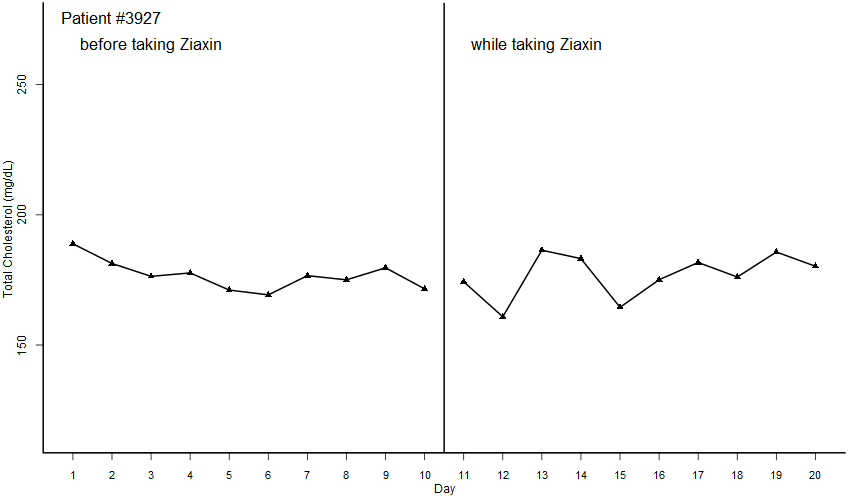 Patient #3927
before taking Ziaxin
while taking Ziaxin
250
200
150
Total Cholesterol (mg/dL)
1 2 3 4 5 6 7 8 9 10 11 12 13 14 15 16 17 18 19 20
Day